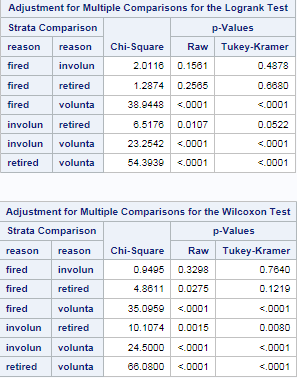 Adjustment for Multiple Comparisons for the Logrank Test
Strata Comparison p-Values
reason reason Chi-Square Raw Tukey-Kramer
fired involun 2.0116 0.1561 0.4878
fired retired 1.2874 0.2565 0.6680
fired volunta 38.9448 <.0001 <.0001
involun retired 6.5176 0.0107 0.0522
involun volunta 23.2542 <.0001 <.0001
retired volunta 54.3939 <.0001 <.0001
Adjustment for Multiple Comparisons for the Wilcoxon Test
Strata Comparison p-Values
reason reason Chi-Square Raw Tukey-Kramer
fired involun 0.9495 0.3298 0.7640
fired retired 4.8611 0.0275 0.1219
fired volunta 35.0959 <.0001 <.0001
involun retired 10.1074 0.0015 0.0080
involun volunta 24.5000 <.0001 <.0001
retired volunta 66.0800 <.0001 <.0001